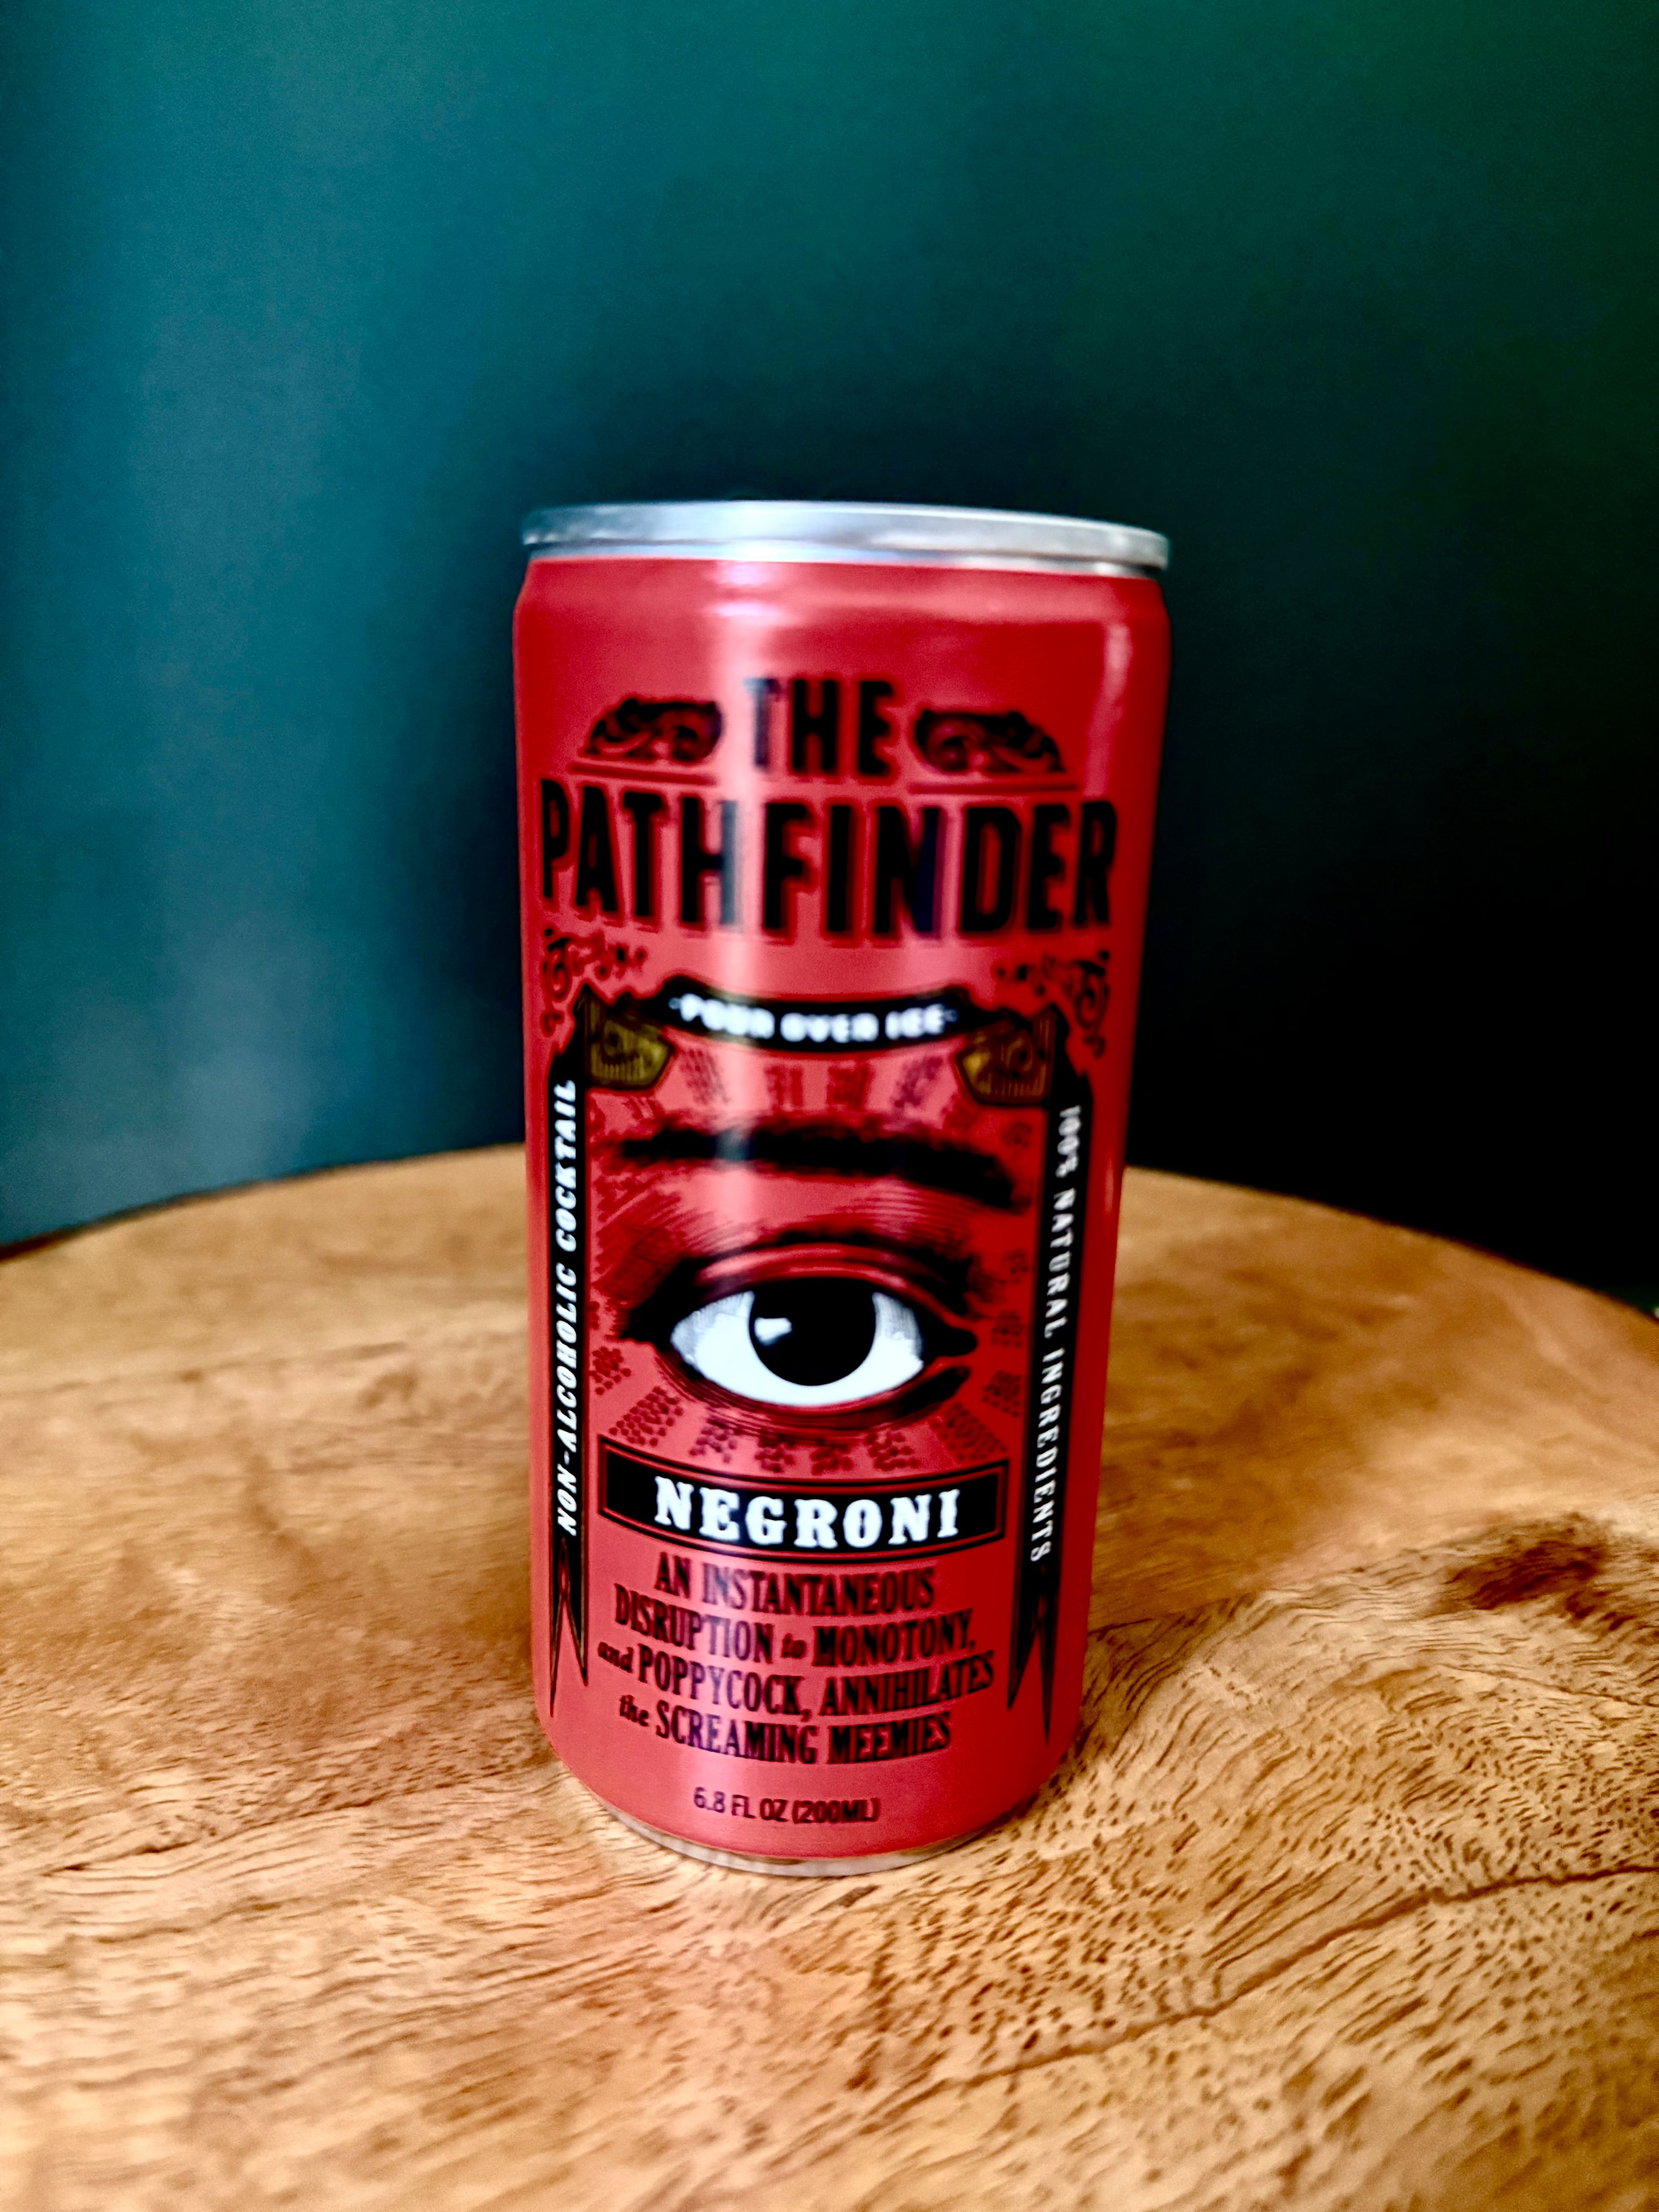 THE
PATHFINDER
·POUR OVER ICE·
NON-ALCOHOLIC COCKTAIL
100% NATURAL INGREDIENTS
NEGRONI
AN INSTANTANEOUS
DISRUPTION to MONOTONY,
and POPPYCOCK, ANNIHILATES
the SCREAMING MEEMIES
6.8 FL OZ (200ML)